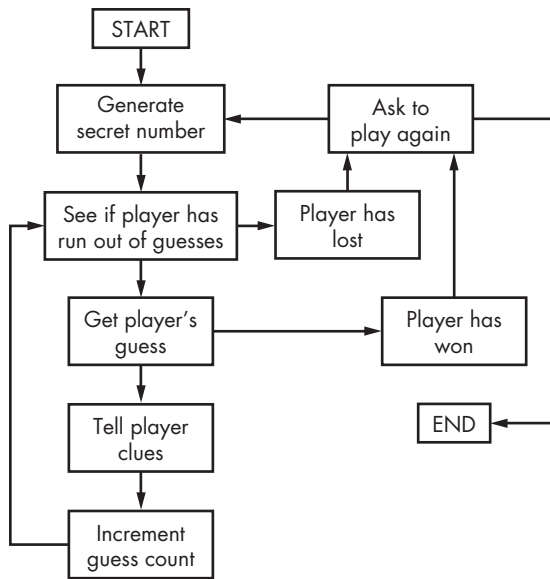 START
Generate
secret number
Ask to
play again
See if player has
run out of guesses
Player has
lost
Get player's
guess
Player has
won
Tell player
clues
END
Increment
guess count